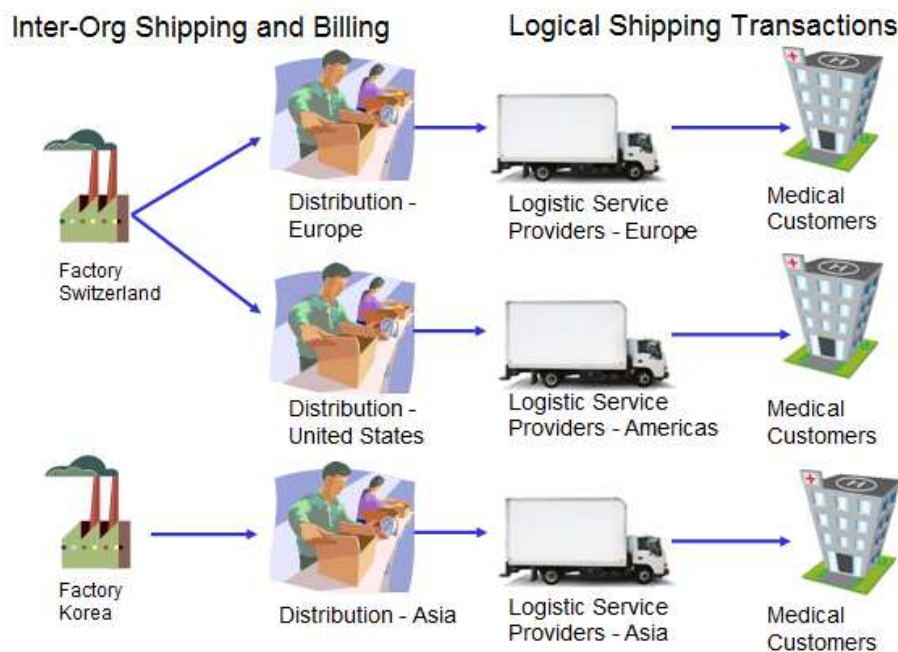 Inter-Org Shipping and Billing
Logical Shipping Transactions
Distribution -
Europe
Logistic Service
Providers - Europe
Medical
Customers
Factory
Switzerland
Distribution -
United States
Logistic Service
Providers - Americas
Medical
Customers
Factory
Korea
Distribution - Asia
Logistic Service
Providers - Asia
Medical
Customers
H
H
H